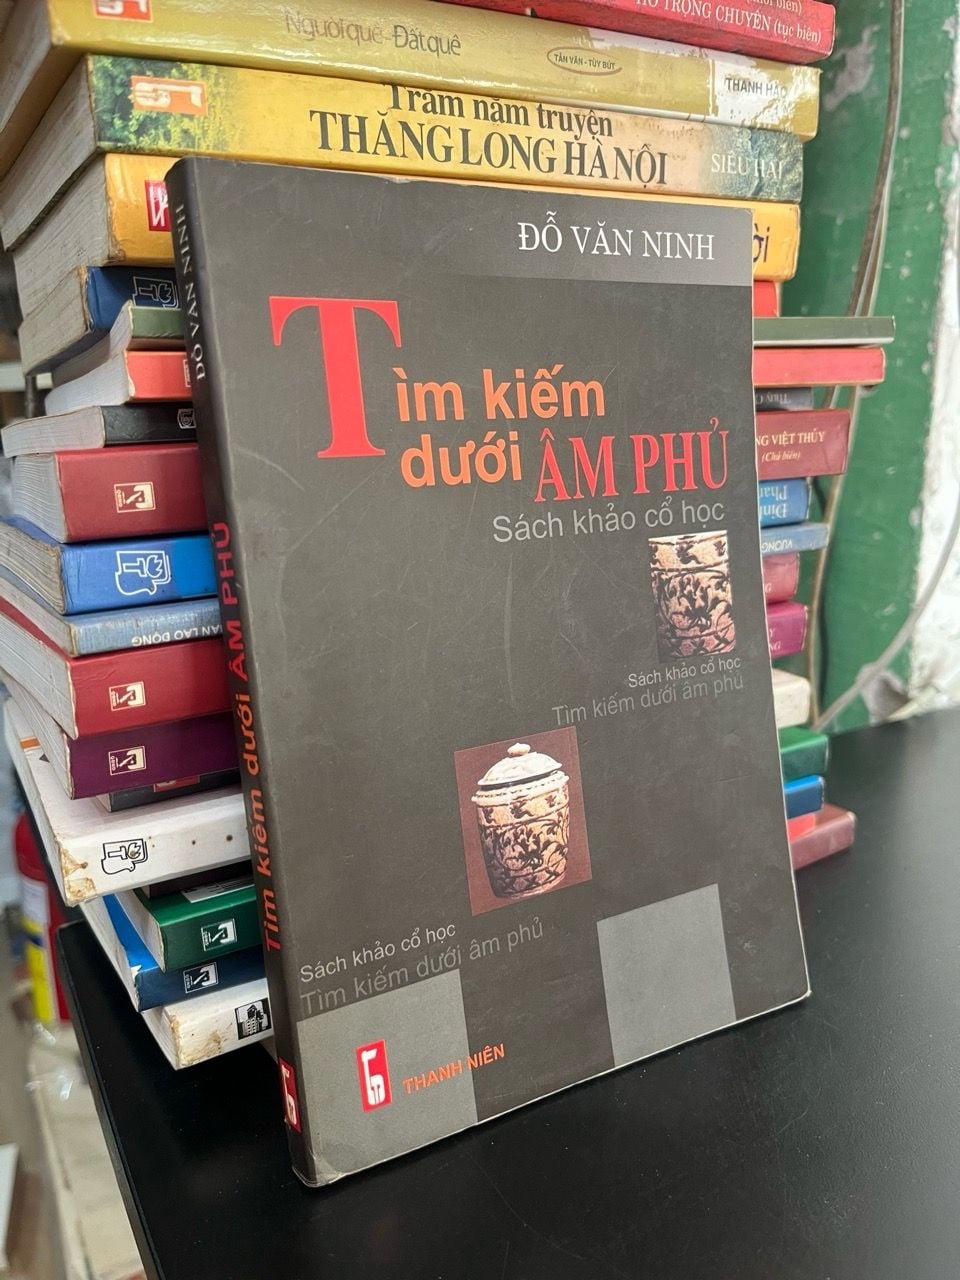 HỒ TRỌNG CHUYÊN (tục biên)
Người quê - Đất quê
TẢN VĂN - TÙY BÚT
THANH HÀO
Trăm năm truyện
THĂNG LONG HÀ NỘI
SIÊU HẢI
ĐỖ VĂN NINH
Tìm kiếm
dưới ÂM PHỦ
Sách khảo cổ học
Sách khảo cổ học
Tìm kiếm dưới âm phủ
Sách khảo cổ học
Tìm kiếm dưới âm phủ
THANH NIÊN
ĐỖ VĂN NINH
Tìm kiếm dưới ÂM PHỦ
LAO ĐỘNG
NG VIỆT THỦY
(Chủ biên)